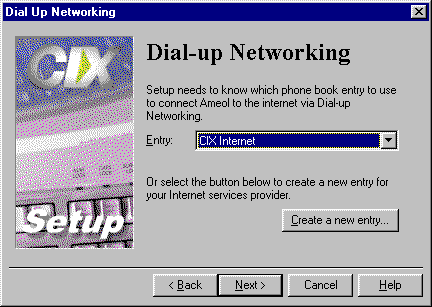 Dial Up Networking
CIX
Setup
Dial-up Networking
Setup needs to know which phone book entry to use
to connect Ameol to the internet via Dial-up
Networking.
Entry: CIX Internet
Or select the button below to create a new entry for
your Internet services provider.
Create a new entry...
< Back Next > Cancel Help